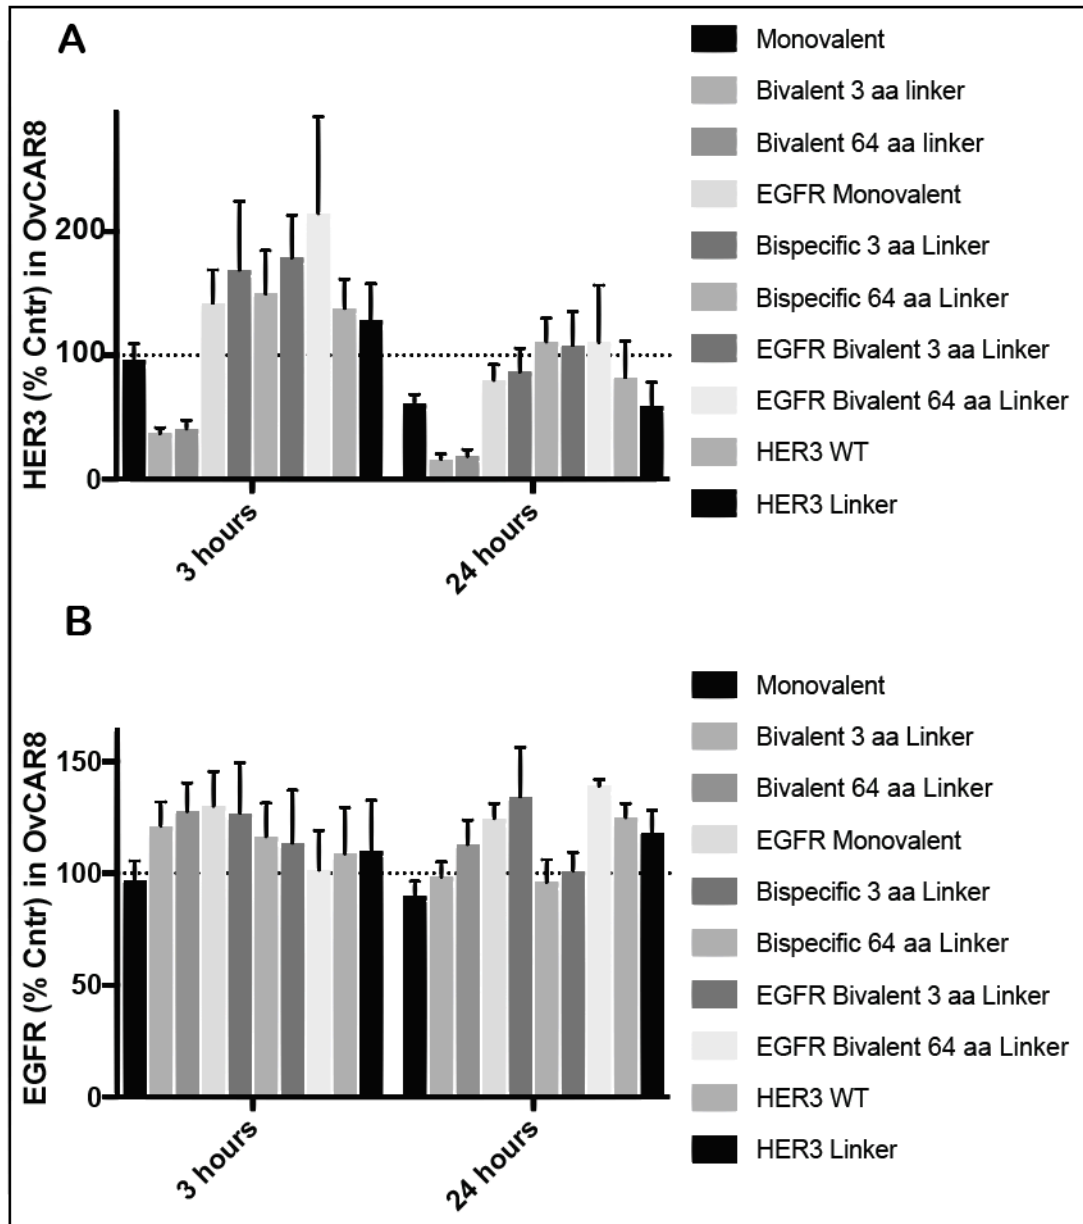 A
HER3 (% Cntr) in OvCAR8
200
100
0
3 hours
24 hours
Monovalent
Bivalent 3 aa linker
Bivalent 64 aa linker
EGFR Monovalent
Bispecific 3 aa Linker
Bispecific 64 aa Linker
EGFR Bivalent 3 aa Linker
EGFR Bivalent 64 aa Linker
HER3 WT
HER3 Linker
B
EGFR (% Cntr) in OvCAR8
150
100
50
0
3 hours
24 hours
Monovalent
Bivalent 3 aa Linker
Bivalent 64 aa Linker
EGFR Monovalent
Bispecific 3 aa Linker
Bispecific 64 aa Linker
EGFR Bivalent 3 aa Linker
EGFR Bivalent 64 aa Linker
HER3 WT
HER3 Linker